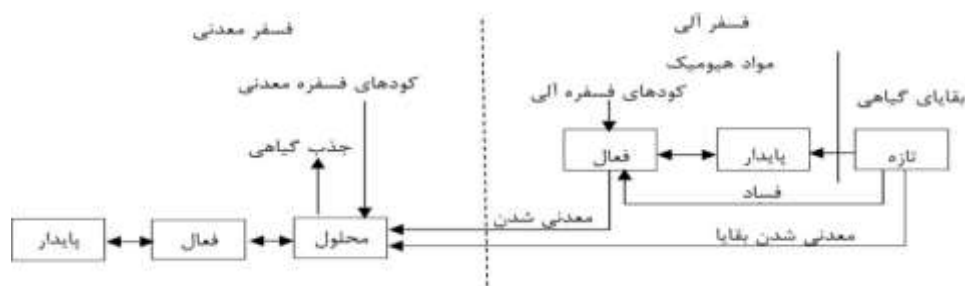 فسفر آلی
فسفر معدنی
مواد هیومیک
کودهای فسفره معدنی
کودهای فسفره آلی
بقایای گیاهی
جذب گیاهی
تازه
پایدار
فعال
فساد
معدنی شدن
محلول
فعال
پایدار
معدنی شدن بقایا